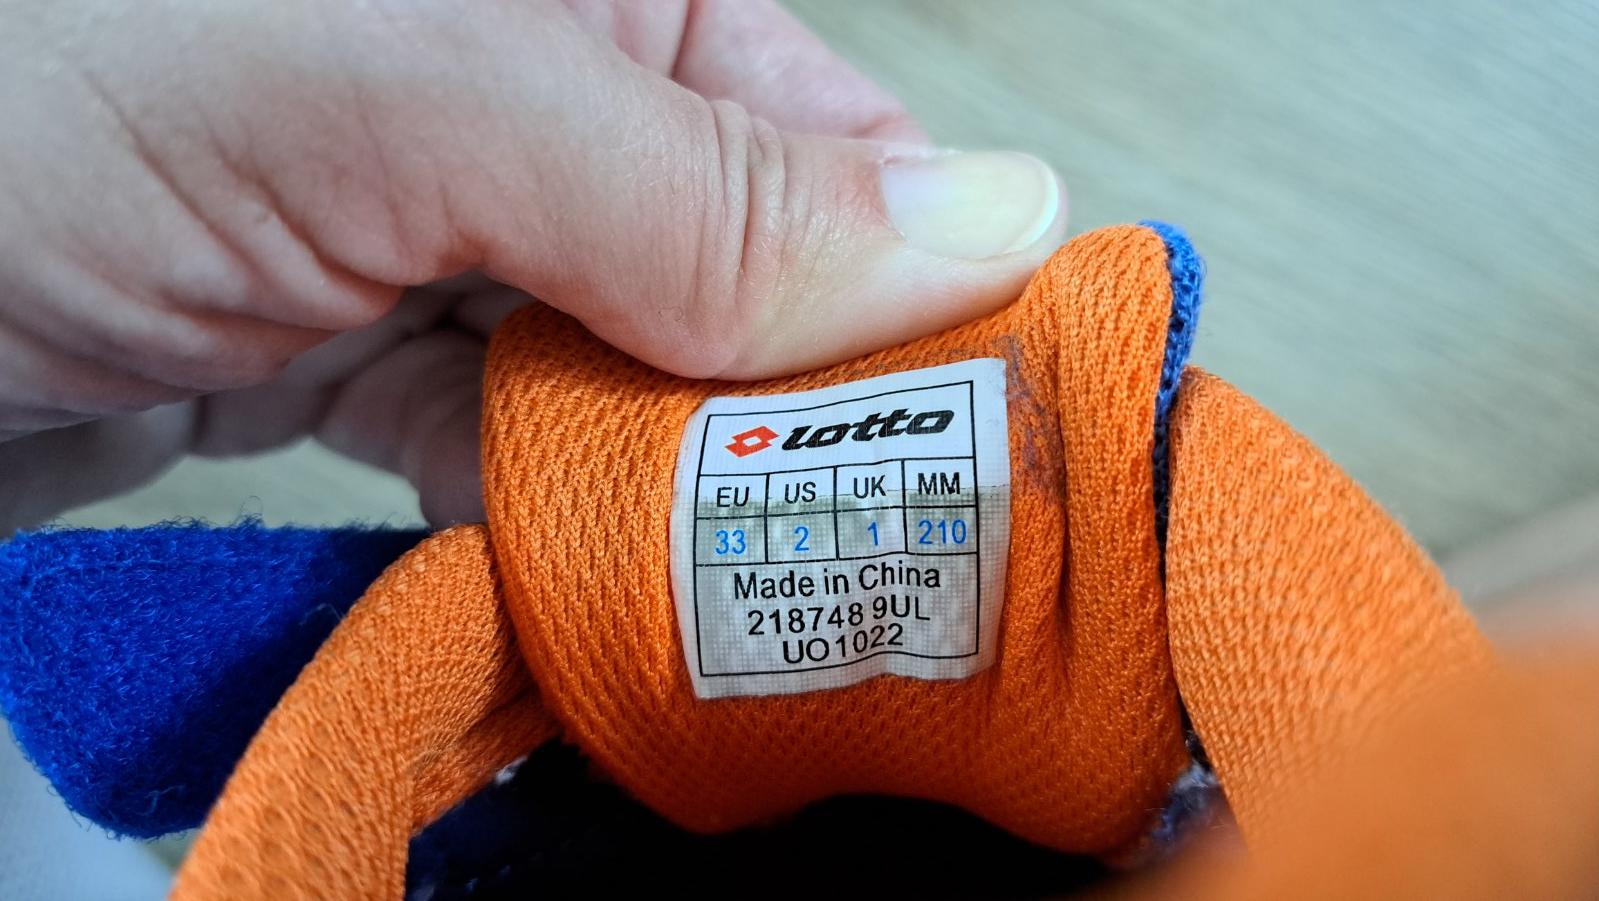 lotto
EU US UK MM
33 2 1 210
Made in China
218748 9UL
UO1022